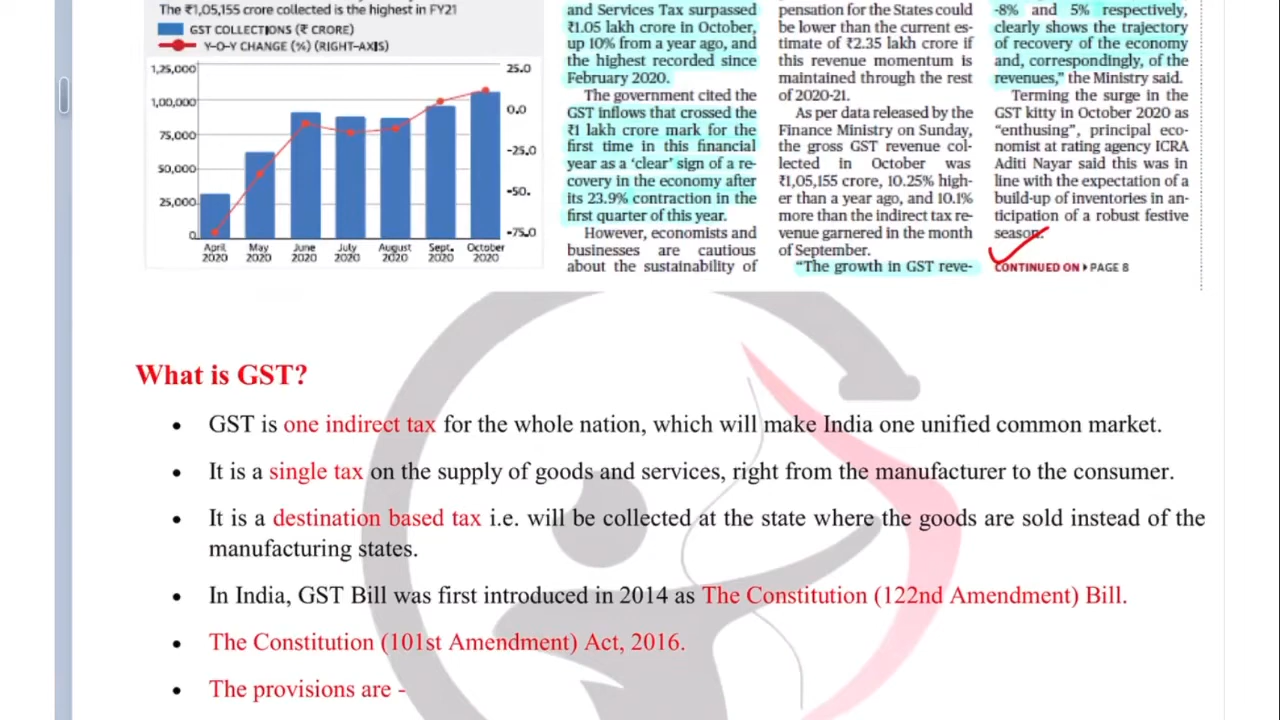 The ₹1,05,155 crore collected is the highest in FY21
GST COLLECTIONS (₹ CRORE)
Y-O-Y CHANGE (%) (RIGHT-AXIS)
1,25,000
1,00,000
75,000
50,000
25,000
0
25.0
0.0
-25.0
-50.
-75.0
April 2020
May 2020
June 2020
July 2020
August 2020
Sept. 2020
October 2020
and Services Tax surpassed
₹1.05 lakh crore in October,
up 10% from a year ago, and
the highest recorded since
February 2020.
The government cited the
GST inflows that crossed the
₹1 lakh crore mark for the
first time in this financial
year as a 'clear' sign of a re-
covery in the economy after
its 23.9% contraction in the
first quarter of this year.
However, economists and
businesses are cautious
about the sustainability of
pensation for the States could
be lower than the current es-
timate of ₹2.35 lakh crore if
this revenue momentum is
maintained through the rest
of 2020-21.
As per data released by the
Finance Ministry on Sunday,
the gross GST revenue col-
lected in October was
₹1,05,155 crore, 10.25% high-
er than a year ago, and 10.1%
more than the indirect tax re-
venue garnered in the month
of September.
"The growth in GST reve-
-8% and 5% respectively,
clearly shows the trajectory
of recovery of the economy
and, correspondingly, of the
revenues," the Ministry said.
Terming the surge in the
GST kitty in October 2020 as
"enthusing", principal eco-
nomist at rating agency ICRA
Aditi Nayar said this was in
line with the expectation of a
build-up of inventories in an-
ticipation of a robust festive
season.
CONTINUED ON ▸ PAGE 8
What is GST?
• GST is one indirect tax for the whole nation, which will make India one unified common market.
• It is a single tax on the supply of goods and services, right from the manufacturer to the consumer.
• It is a destination based tax i.e. will be collected at the state where the goods are sold instead of the
manufacturing states.
• In India, GST Bill was first introduced in 2014 as The Constitution (122nd Amendment) Bill.
• The Constitution (101st Amendment) Act, 2016.
• The provisions are -